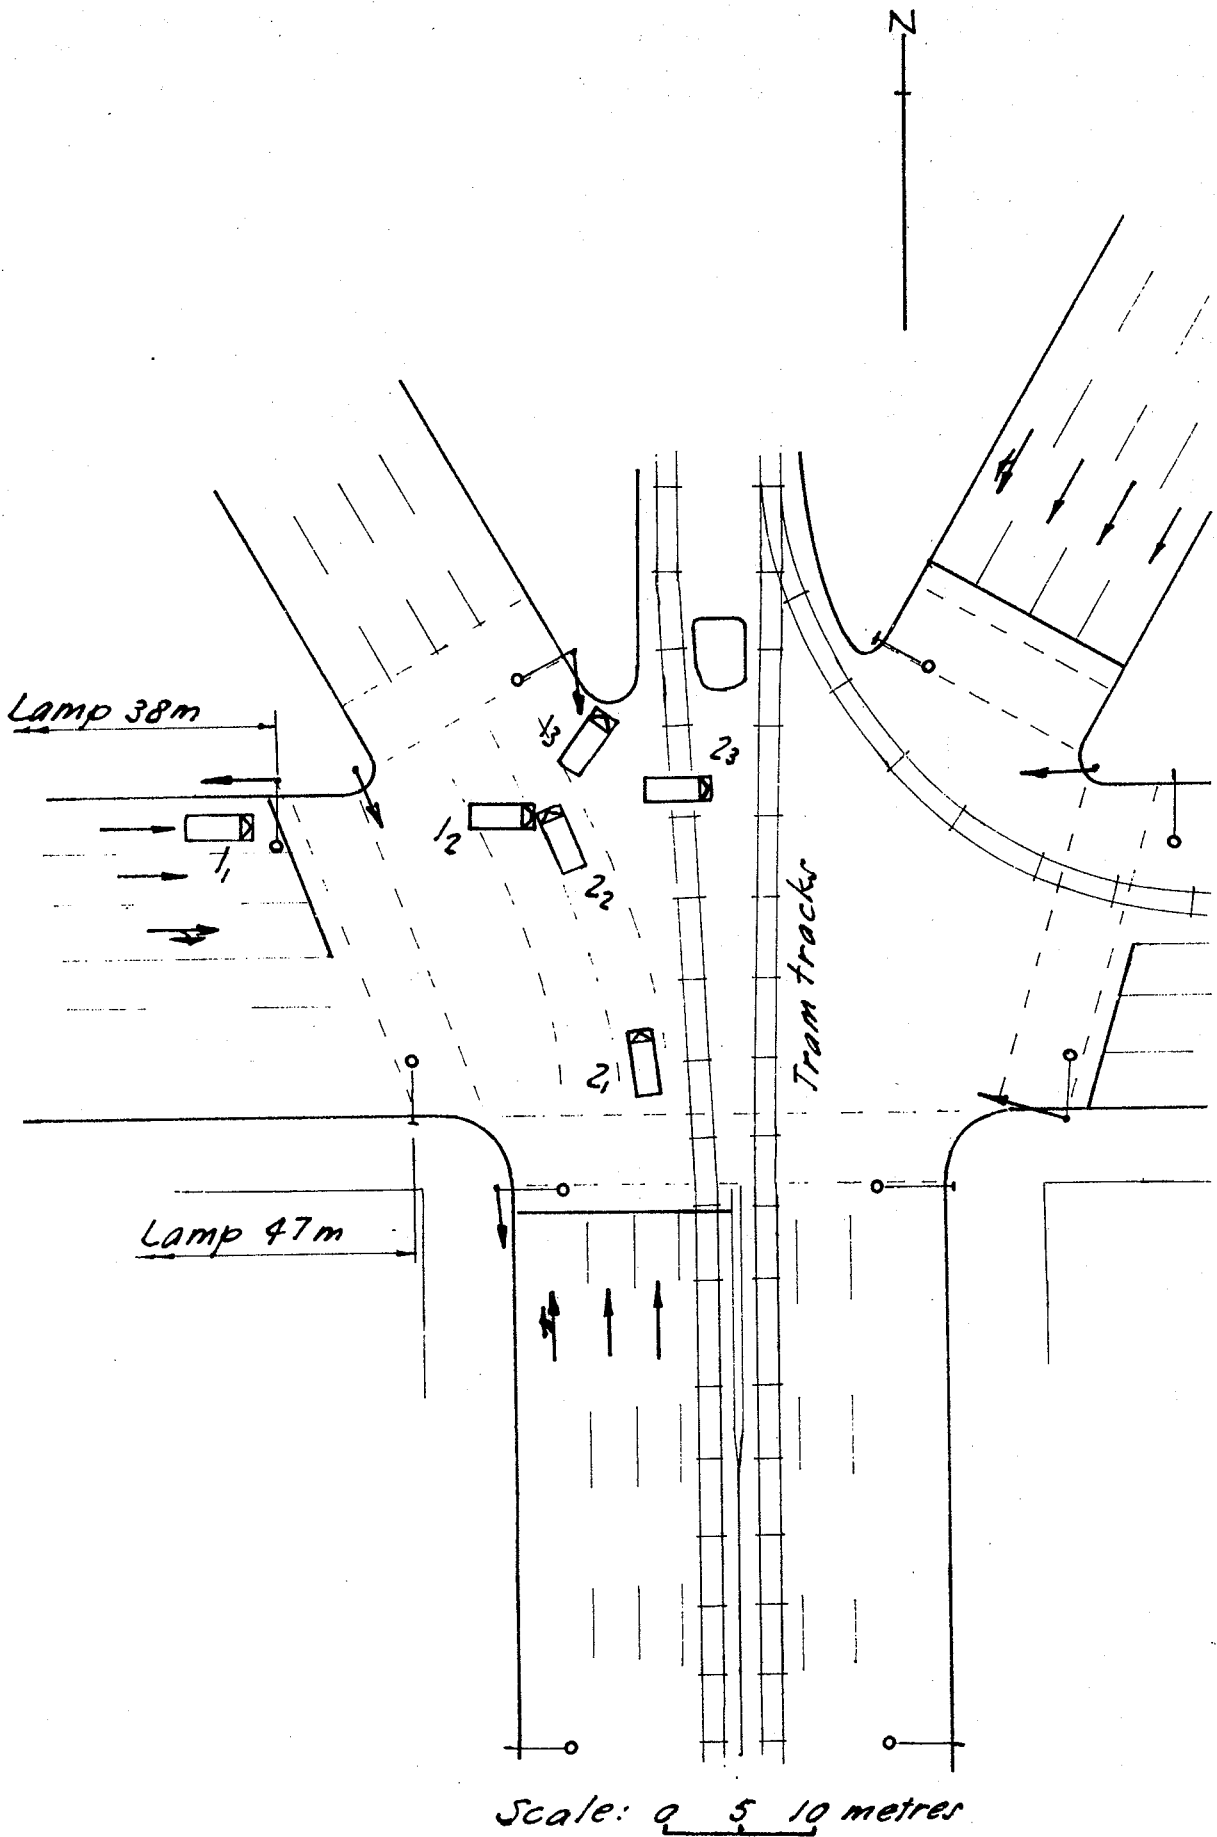 N
Lamp 38m
1₃
2₃
1₁
1₂
2₂
Tram tracks
2₁
Lamp 47m
Scale: 0 5 10 metres